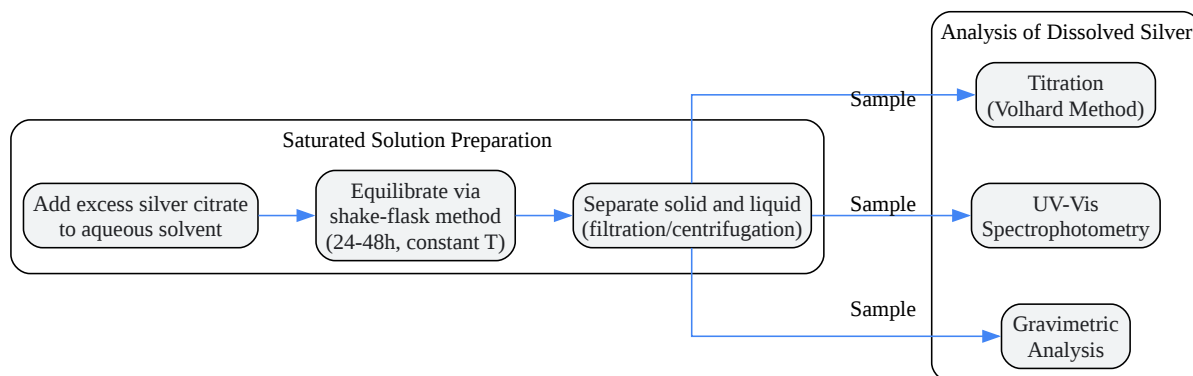 Saturated Solution Preparation
Add excess silver citrate
to aqueous solvent
Equilibrate via
shake-flask method
(24-48h, constant T)
Separate solid and liquid
(filtration/centrifugation)
Sample
Sample
Sample
Analysis of Dissolved Silver
Titration
(Volhard Method)
UV-Vis
Spectrophotometry
Gravimetric
Analysis